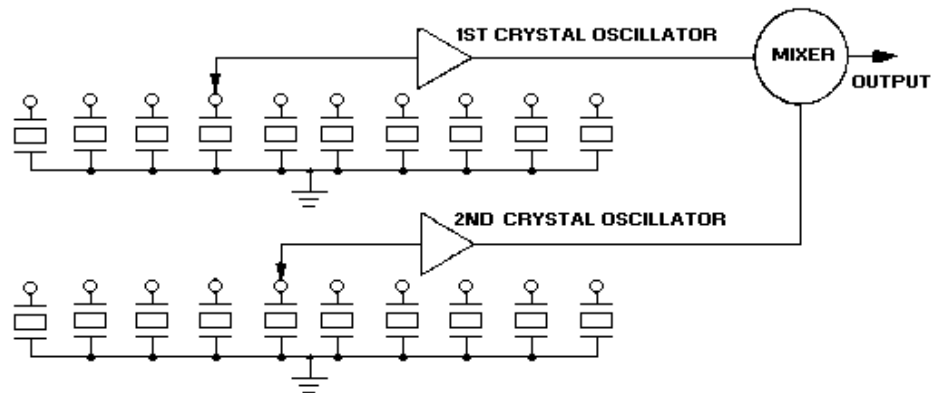 1ST CRYSTAL OSCILLATOR
MIXER
OUTPUT
2ND CRYSTAL OSCILLATOR